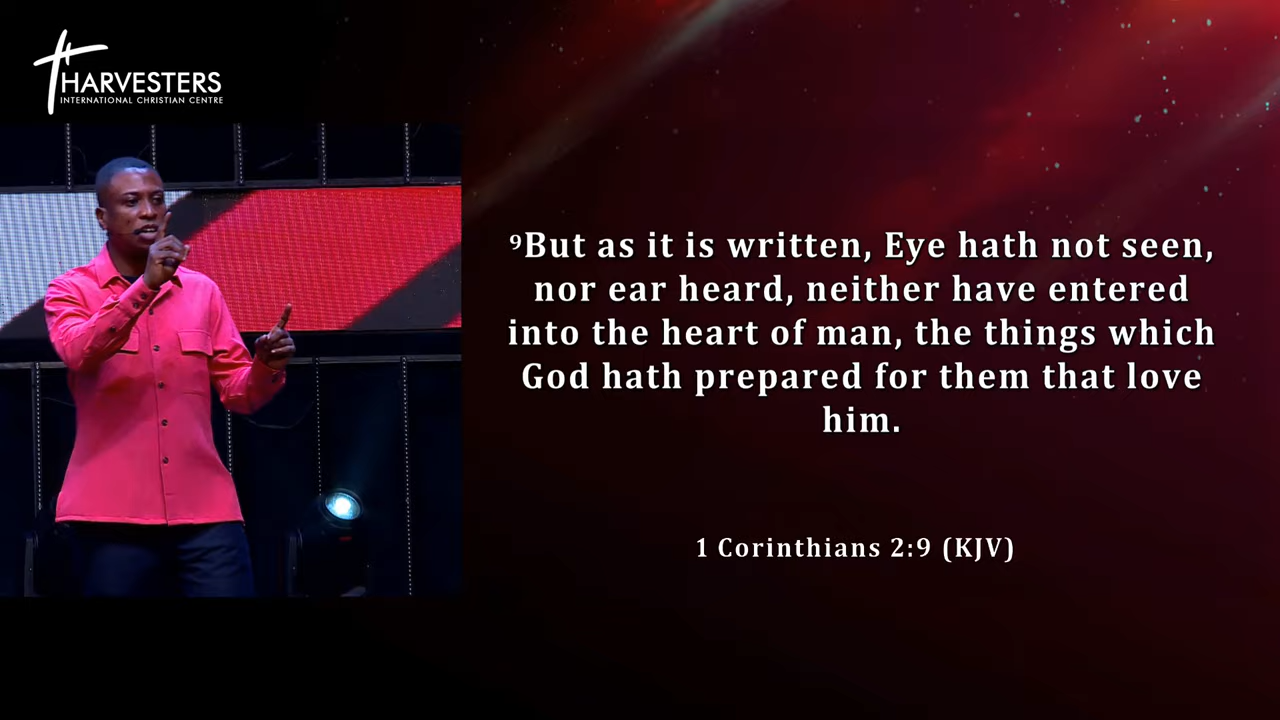 HARVESTERS
INTERNATIONAL CHRISTIAN CENTRE
⁹But as it is written, Eye hath not seen,
nor ear heard, neither have entered
into the heart of man, the things which
God hath prepared for them that love
him.
1 Corinthians 2:9 (KJV)